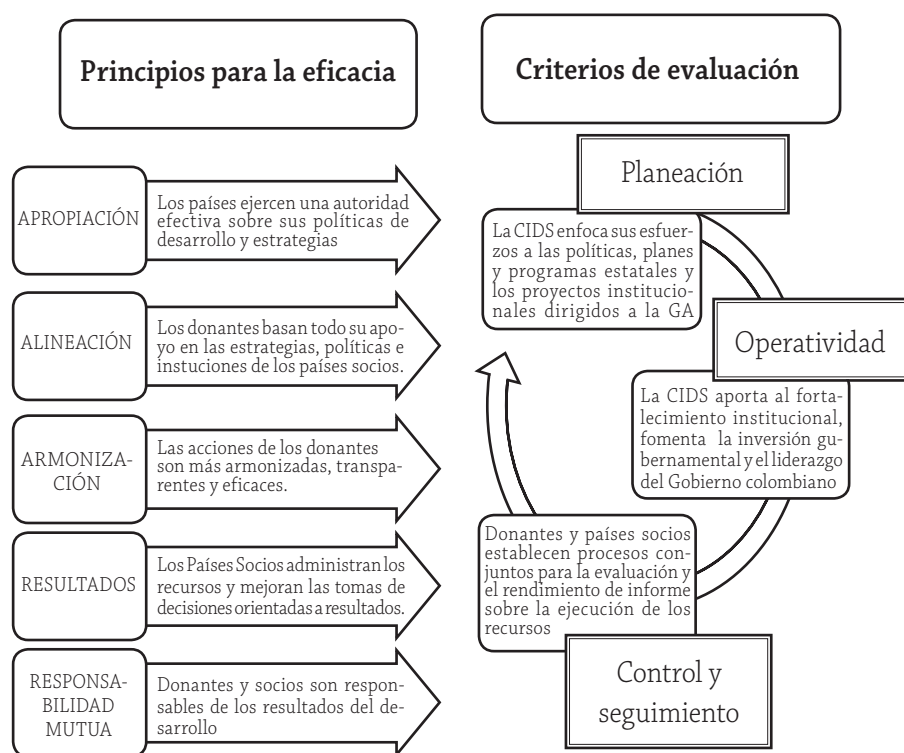 Principios para la eficacia
APROPIACIÓN
Los países ejercen una autoridad
efectiva sobre sus políticas de
desarrollo y estrategias
ALINEACIÓN
Los donantes basan todo su apo-
yo en las estrategias, políticas e
instuciones de los países socios.
ARMONIZA-
CIÓN
Las acciones de los donantes
son más armonizadas, transpa-
rentes y eficaces.
RESULTADOS
Los Países Socios administran los
recursos y mejoran las tomas de
decisiones orientadas a resultados.
RESPONSA-
BILIDAD
MUTUA
Donantes y socios son respon-
sables de los resultados del de-
sarrollo
Criterios de evaluación
Planeación
La CIDS enfoca sus esfuer-
zos a las políticas, planes
y programas estatales y
los proyectos institucio-
nales dirigidos a la GA
Operatividad
La CIDS aporta al forta-
lecimiento institucional,
fomenta la inversión gu-
bernamental y el liderazgo
del Gobierno colombiano
Donantes y países socios
establecen procesos con-
juntos para la evaluación y
el rendimiento de informe
sobre la ejecución de los
recursos
Control y
seguimiento